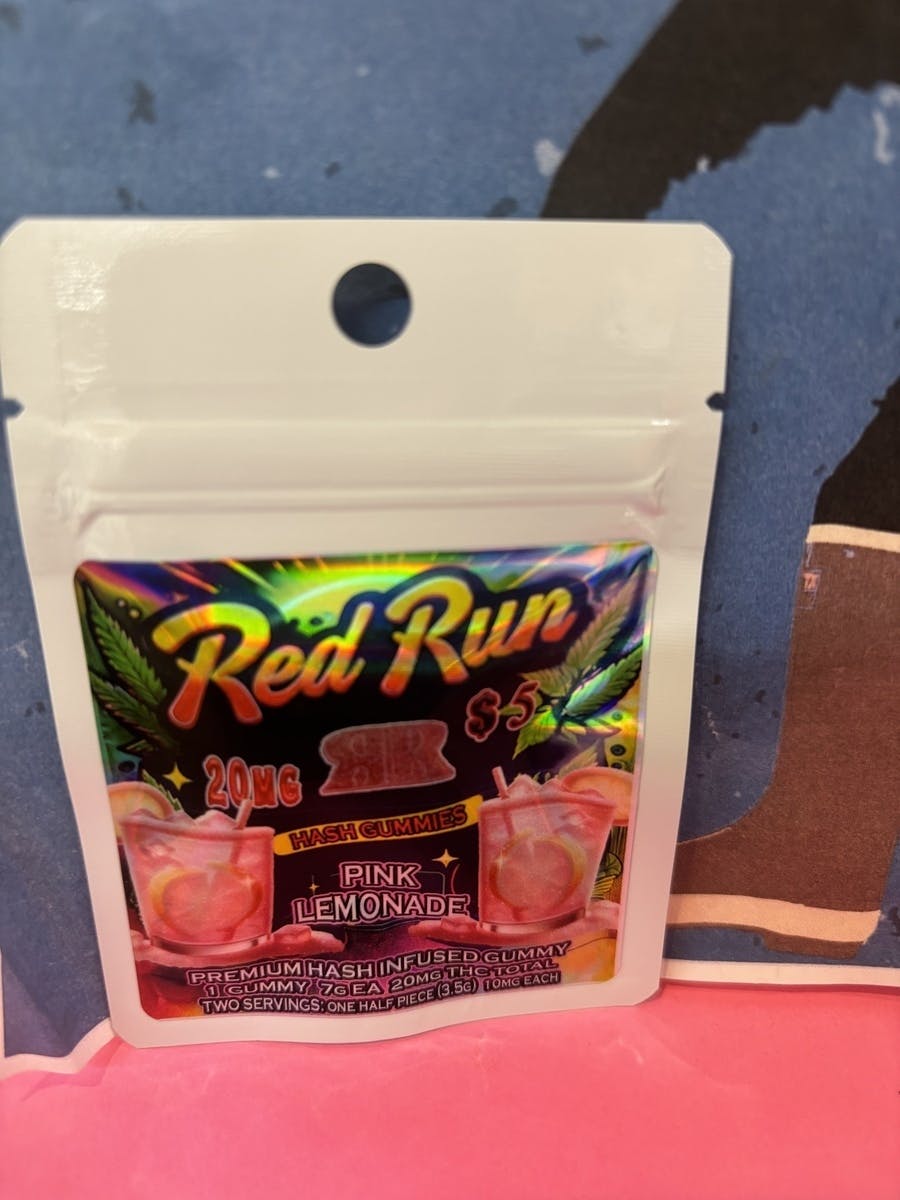 Red Run
$5
20MG
RR
HASH GUMMIES
PINK
LEMONADE
PREMIUM HASH INFUSED GUMMY
1 GUMMY 7G EA 20MG THC TOTAL
TWO SERVINGS: ONE HALF PIECE (3.5G) 10MG EACH